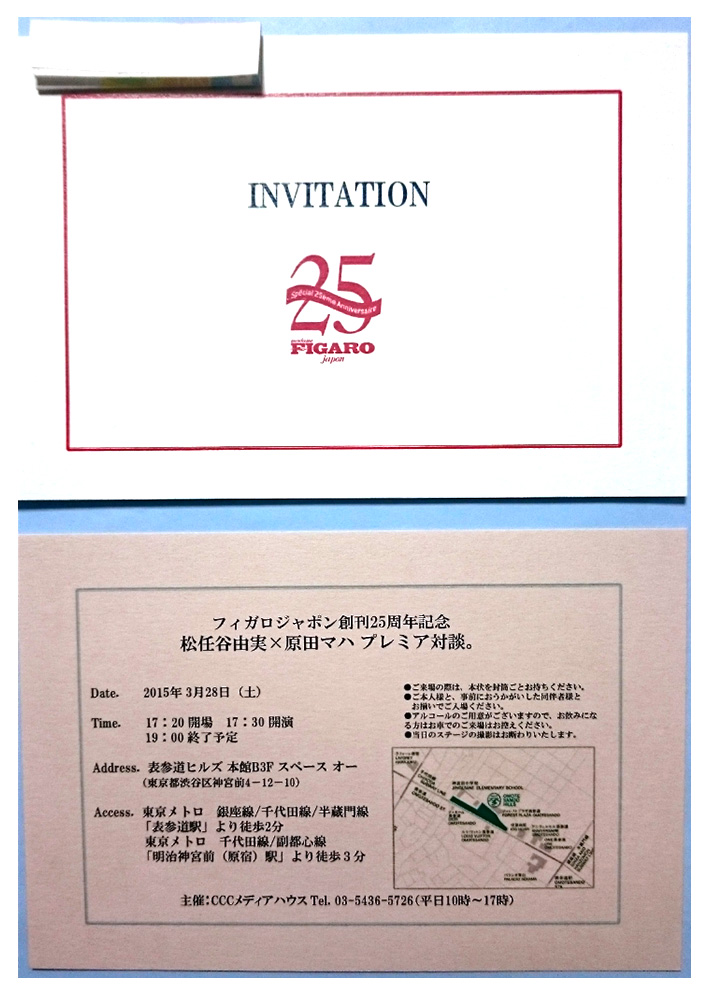 INVITATION
25
Spécial 25ème Anniversaire
madame
FIGARO
japon
フィガロジャポン創刊25周年記念
松任谷由実×原田マハ プレミア対談。
Date. 2015年 3月28日（土）
Time. 17：20 開場　17：30 開演
19：00 終了予定
Address. 表参道ヒルズ 本館B3F スペース オー
（東京都渋谷区神宮前4－12－10）
Access. 東京メトロ　銀座線/千代田線/半蔵門線
「表参道駅」より徒歩2分
東京メトロ　千代田線/副都心線
「明治神宮前（原宿）駅」より徒歩３分
●ご来場の際は、本状を封筒ごとお持ちください。
●ご本人様と、事前におうかがいした同伴者様と
お揃いでご入場ください。
●アルコールのご用意がございますので、お飲みにな
る方はお車でのご来場はお控えください。
●当日のステージの撮影はお断りいたします。
神宮前小学校
JINGUMAE ELEMENTARY SCHOOL
OMOTE
SANDO
HILLS
主催：CCCメディアハウス Tel. 03-5436-5726（平日10時～17時）